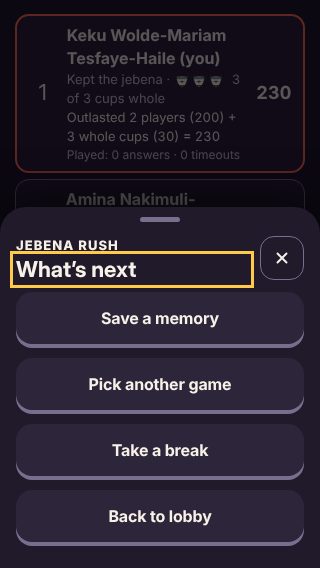 Keku Wolde-Mariam
Tesfaye-Haile (you)
1
Kept the jebena · 3
of 3 cups whole
230
Outlasted 2 players (200) +
3 whole cups (30) = 230
Played: 0 answers · 0 timeouts
Amina Nakimuli-
JEBENA RUSH
What's next
Save a memory
Pick another game
Take a break
Back to lobby